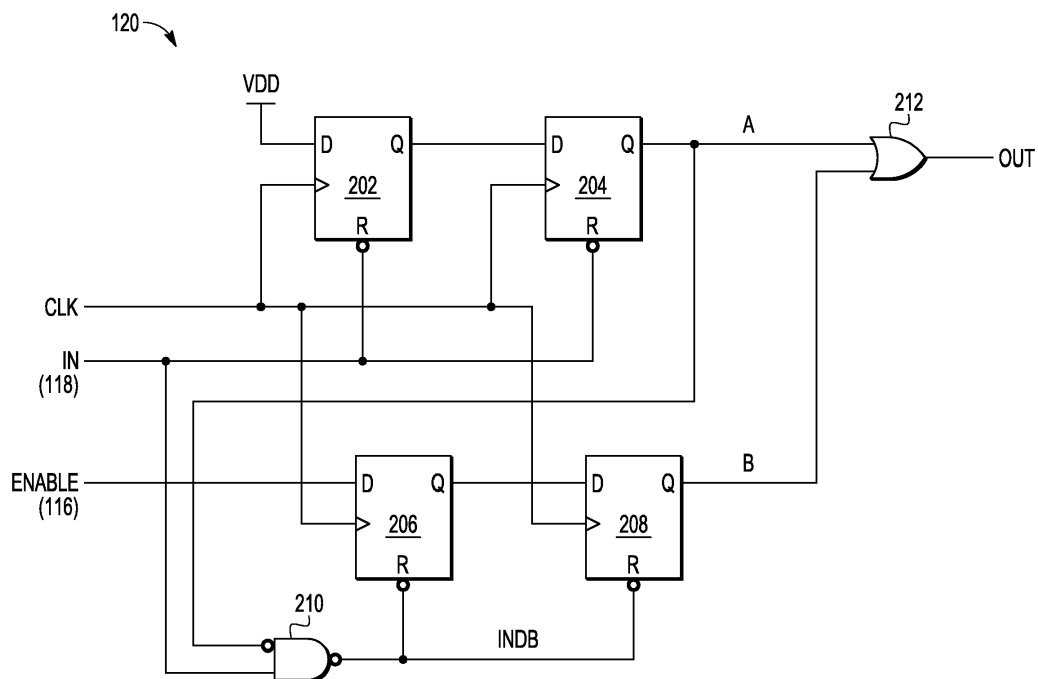 120
VDD
212
D Q
D Q
A
OUT
202
204
R
R
CLK
IN
(118)
ENABLE
(116)
D Q
D Q
B
206
208
R
R
210
INDB